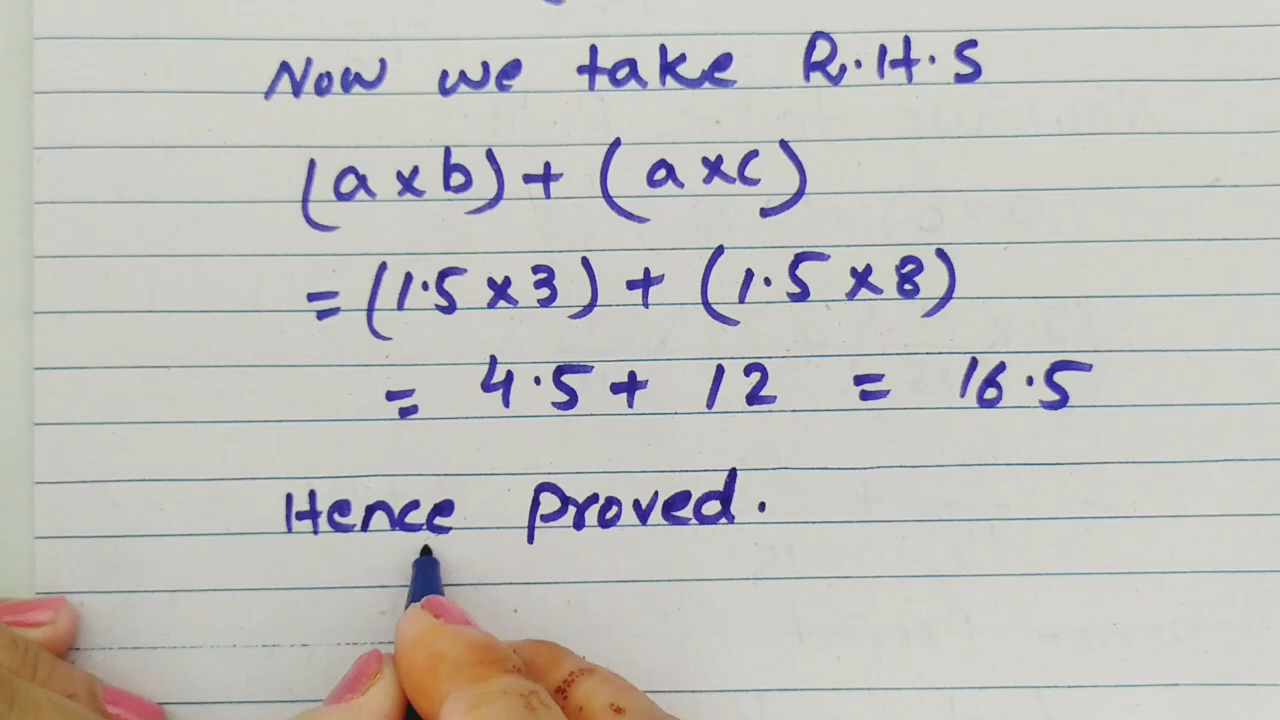 Now we take R.H.S
(a×b)+(a×c)
=(1.5×3)+(1.5×8)
= 4.5+ 12 = 16.5
Hence Proved.